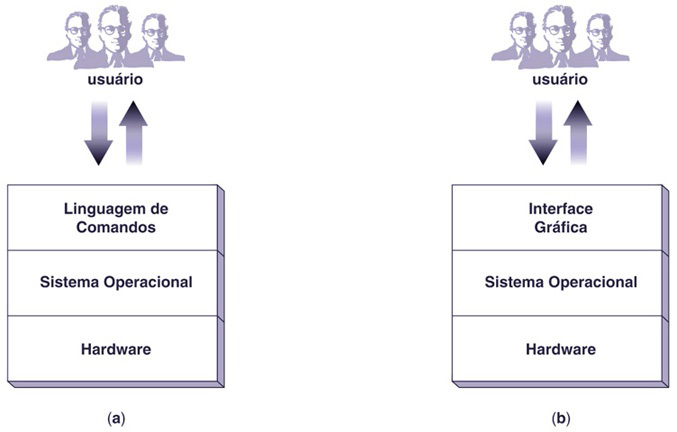 usuário
Linguagem de
Comandos
Sistema Operacional
Hardware
(a)
usuário
Interface
Gráfica
Sistema Operacional
Hardware
(b)